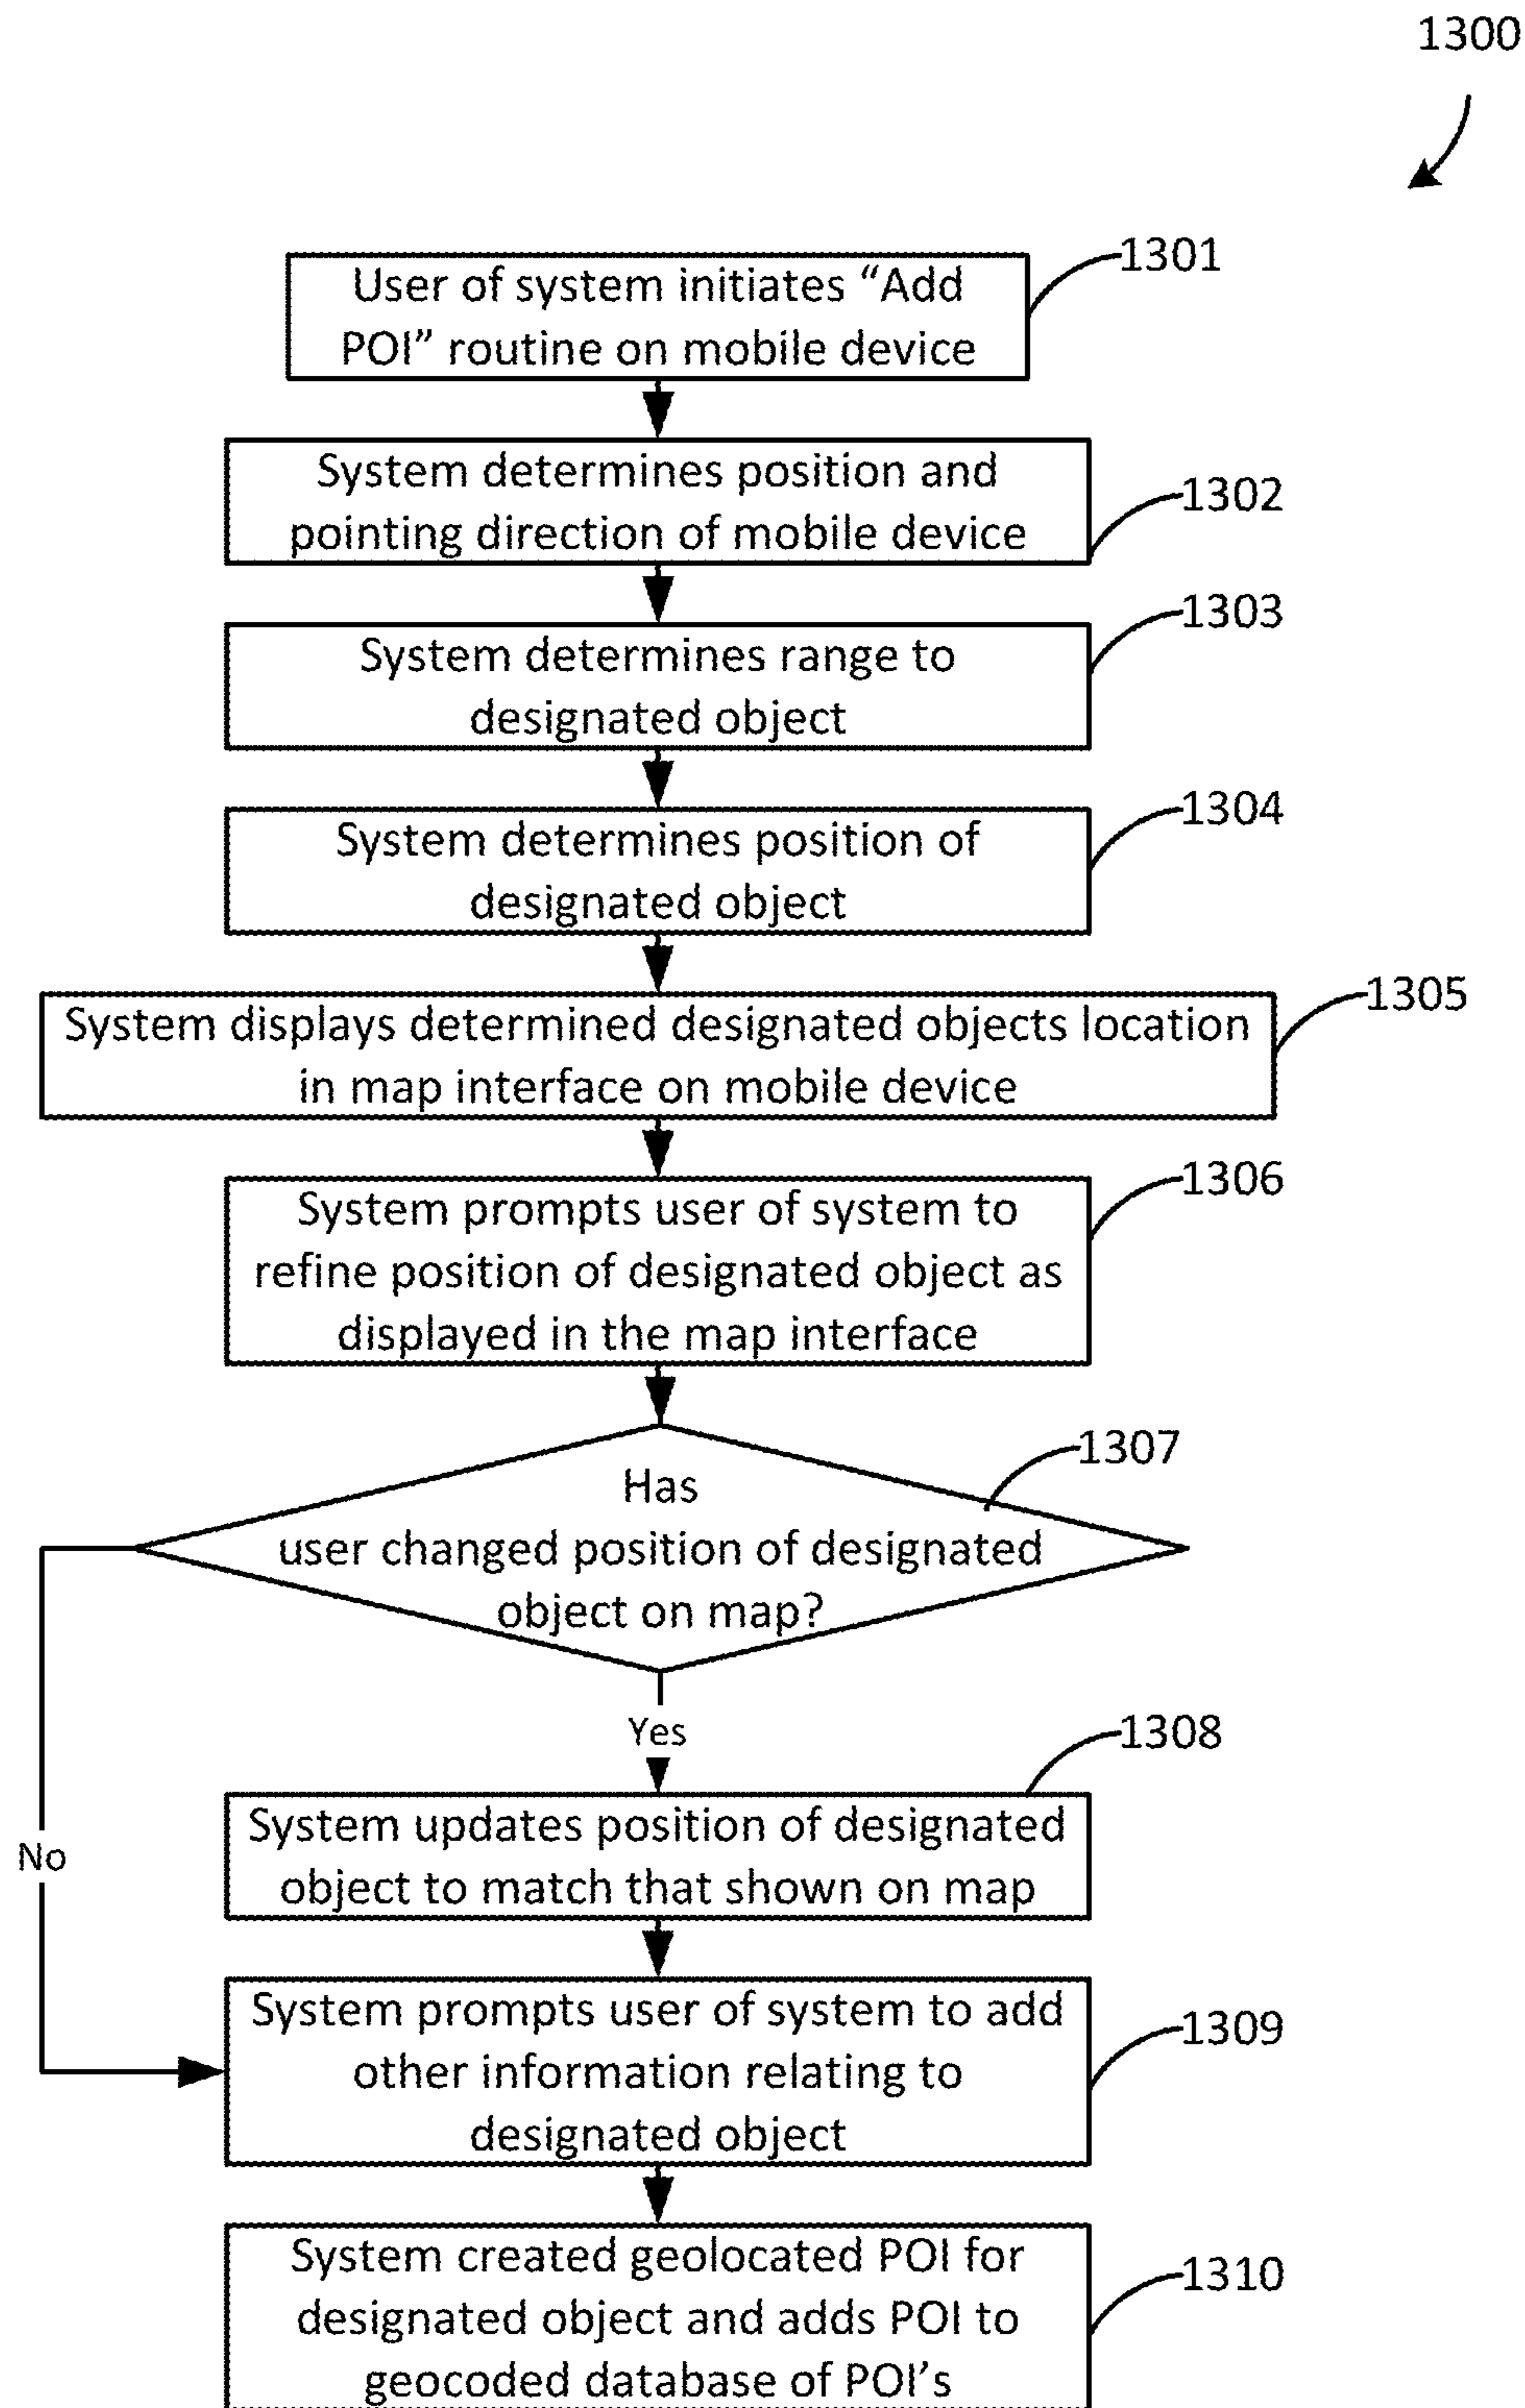 1300
1301
User of system initiates “Add
POI” routine on mobile device
System determines position and
pointing direction of mobile device
1302
1303
System determines range to
designated object
1304
System determines position of
designated object
1305
System displays determined designated objects location
in map interface on mobile device
1306
System prompts user of system to
refine position of designated object as
displayed in the map interface
1307
Has
user changed position of designated
object on map?
Yes
1308
System updates position of designated
object to match that shown on map
No
System prompts user of system to add
1309
other information relating to
designated object
System created geolocated POI for
1310
designated object and adds POI to
geocoded database of POI’s